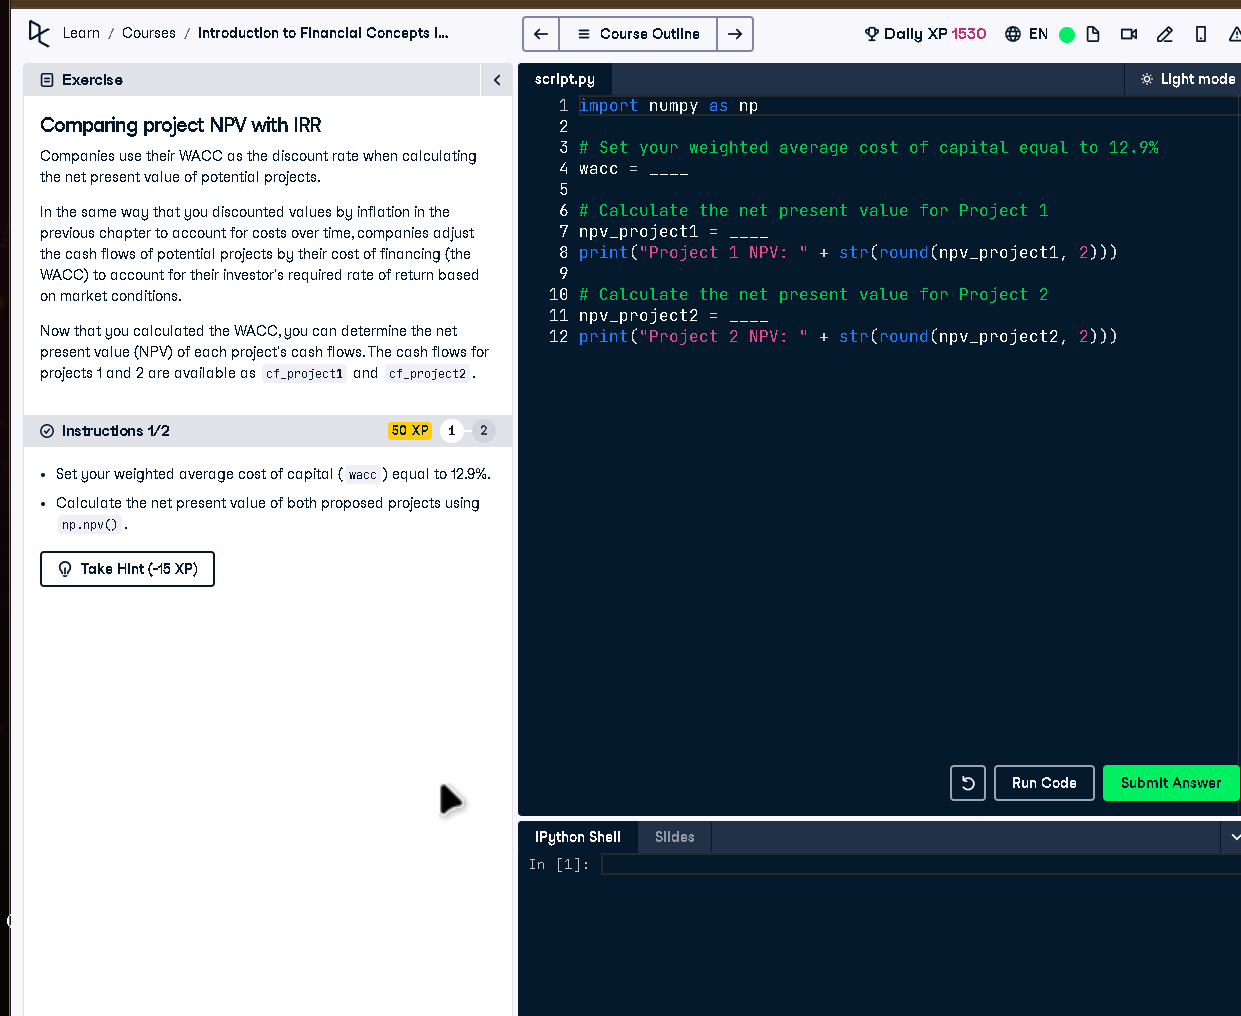 Learn / Courses / Introduction to Financial Concepts i...
Course Outline
Daily XP 1530
EN
Exercise
Comparing project NPV with IRR
Companies use their WACC as the discount rate when calculating
the net present value of potential projects.
In the same way that you discounted values by inflation in the
previous chapter to account for costs over time, companies adjust
the cash flows of potential projects by their cost of financing (the
WACC) to account for their investor's required rate of return based
on market conditions.
Now that you calculated the WACC, you can determine the net
present value (NPV) of each project's cash flows. The cash flows for
projects 1 and 2 are available as cf_project1 and cf_project2 .
Instructions 1/2
50 XP
1
2
• Set your weighted average cost of capital ( wacc ) equal to 12.9%.
• Calculate the net present value of both proposed projects using
np.npv() .
Take Hint (-15 XP)
script.py
Light mode
1 import numpy as np
2
3 # Set your weighted average cost of capital equal to 12.9%
4 wacc = ____
5
6 # Calculate the net present value for Project 1
7 npv_project1 = ____
8 print("Project 1 NPV: " + str(round(npv_project1, 2)))
9
10 # Calculate the net present value for Project 2
11 npv_project2 = ____
12 print("Project 2 NPV: " + str(round(npv_project2, 2)))
Run Code
Submit Answer
IPython Shell
Slides
In [1]: